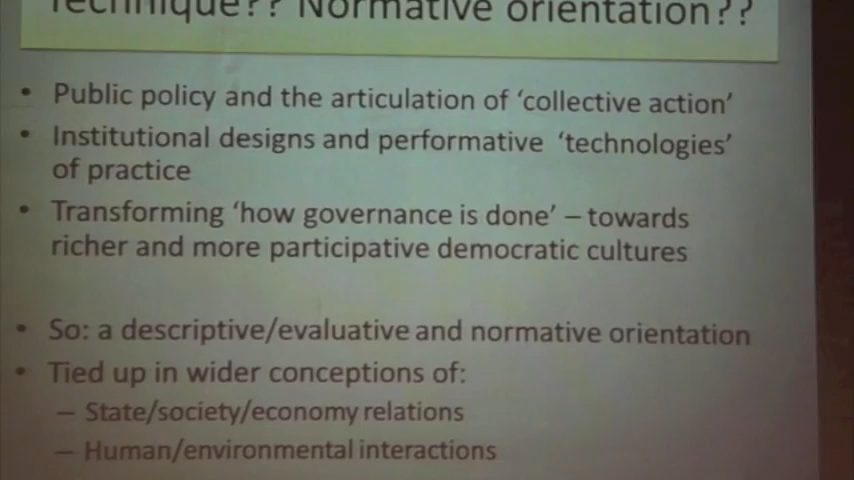 Technique?? Normative orientation??
• Public policy and the articulation of ‘collective action’
• Institutional designs and performative ‘technologies’
of practice
• Transforming ‘how governance is done’ – towards
richer and more participative democratic cultures
• So: a descriptive/evaluative and normative orientation
• Tied up in wider conceptions of:
– State/society/economy relations
– Human/environmental interactions